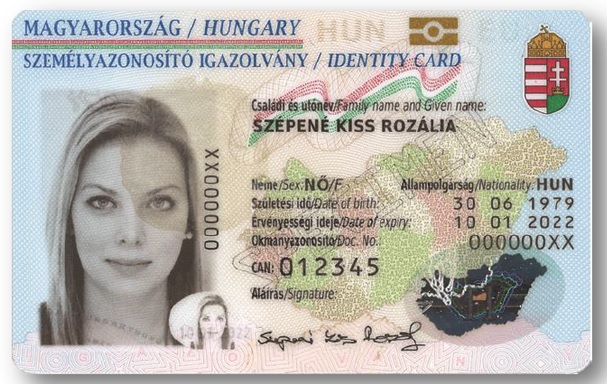 MAGYARORSZÁG / HUNGARY HUN
SZEMÉLYAZONOSÍTÓ IGAZOLVÁNY / IDENTITY CARD
Családi és utónév/Family name and Given name:
SZÉPENÉ KISS ROZÁLIA
Neme/Sex: NŐ/F Állampolgárság/Nationality: HUN
Születési idő/Date of birth: 30 06 1979
Érvényességi ideje/Date of expiry: 10 01 2022
Okmányazonosító/Doc. No.: 000000XX
CAN: 012345
Aláírás/Signature:
000000XX
SPECIMEN